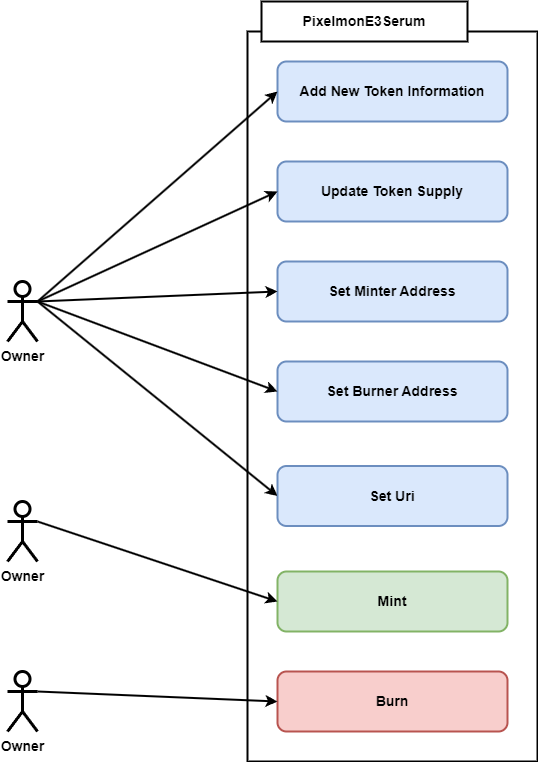 PixelmonE3Serum
Add New Token Information
Update Token Supply
Set Minter Address
Owner
Set Burner Address
Set Uri
Owner
Mint
Burn
Owner